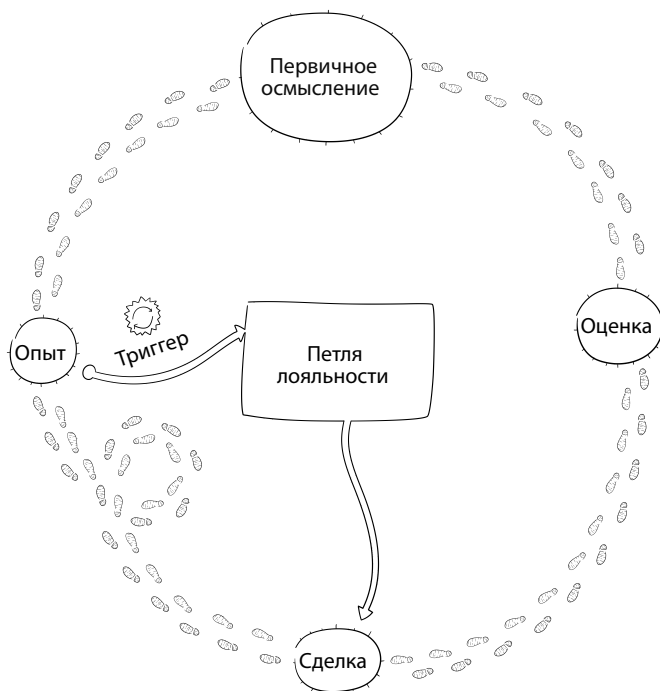 Первичное
осмысление
Оценка
Опыт
Триггер
Петля
лояльности
Сделка